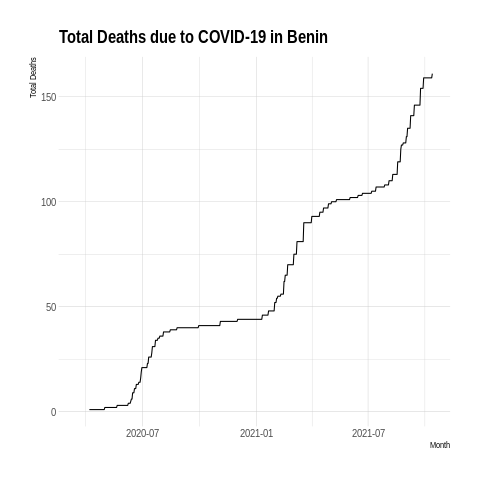 Total Deaths due to COVID-19 in Benin
Total Deaths
150
100
50
0
2020-07
2021-01
2021-07
Month